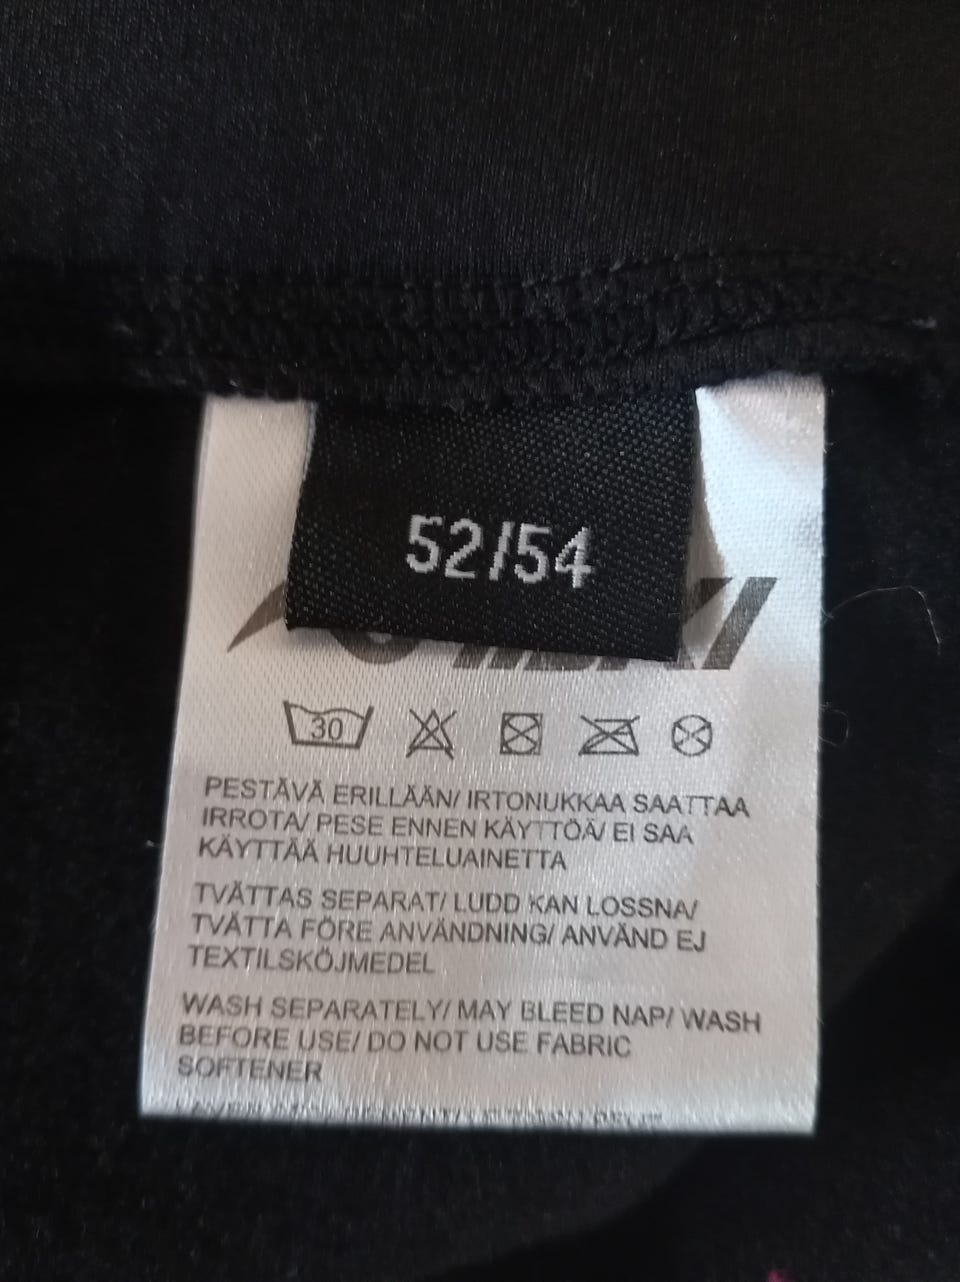 52/54
30
PESTÄVÄ ERILLÄÄN/ IRTONUKKAA SAATTAA
IRROTA/ PESE ENNEN KÄYTTÖÄ/ EI SAA
KÄYTTÄÄ HUUHTELUAINETTA
TVÄTTAS SEPARAT/ LUDD KAN LOSSNA/
TVÄTTA FÖRE ANVÄNDNING/ ANVÄND EJ
TEXTILSKÖJMEDEL
WASH SEPARATELY/ MAY BLEED NAP/ WASH
BEFORE USE/ DO NOT USE FABRIC
SOFTENER